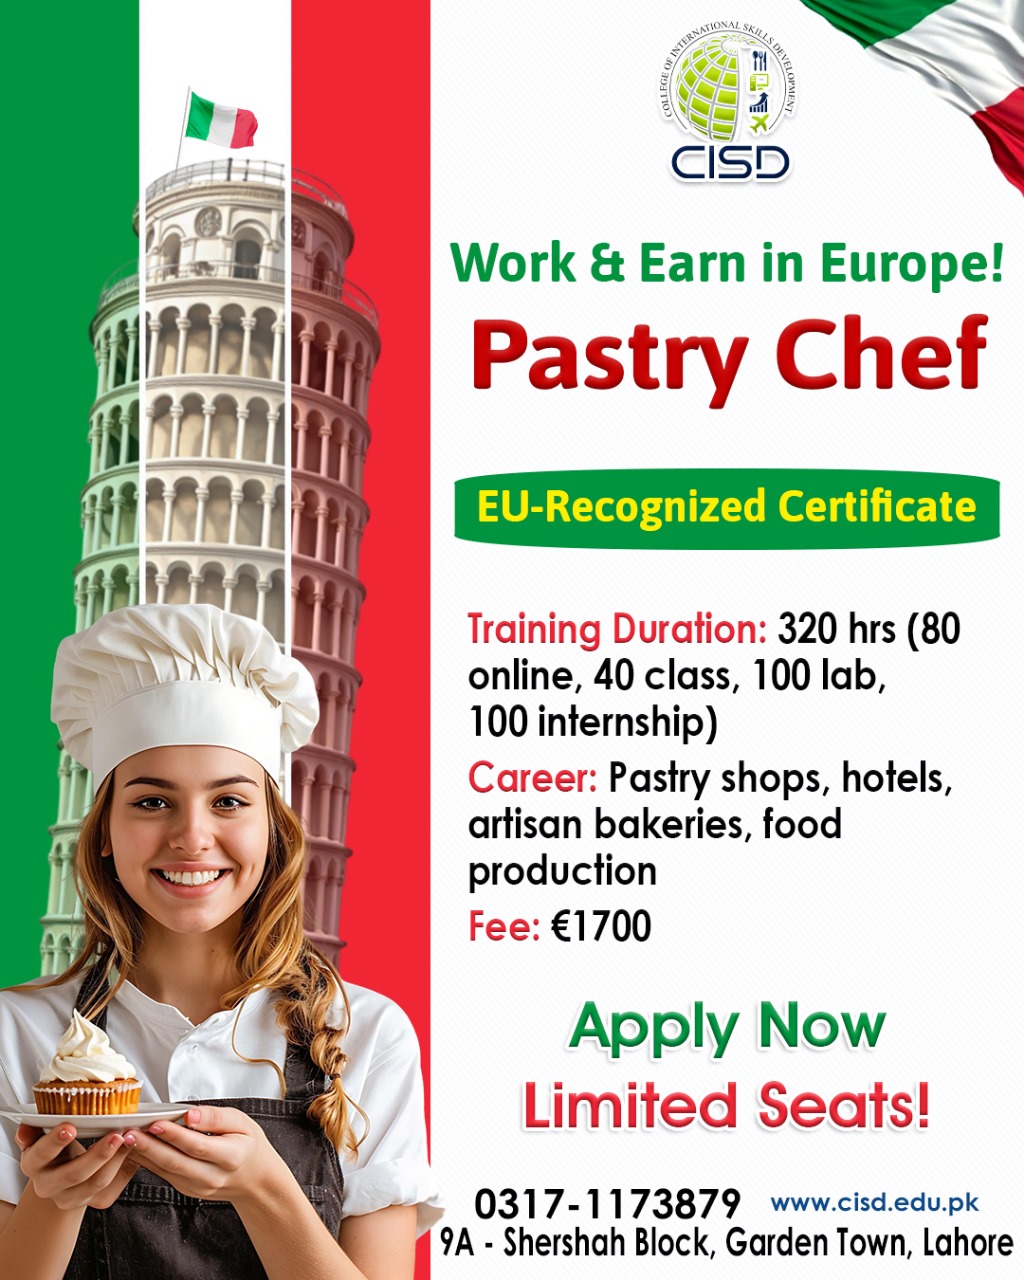 COLLEGE OF INTERNATIONAL SKILLS DEVELOPMENT
CISD
Work & Earn in Europe!
Pastry Chef
EU-Recognized Certificate
Training Duration: 320 hrs (80
online, 40 class, 100 lab,
100 internship)
Career: Pastry shops, hotels,
artisan bakeries, food
production
Fee: €1700
Apply Now
Limited Seats!
0317-1173879 www.cisd.edu.pk
9A - Shershah Block, Garden Town, Lahore